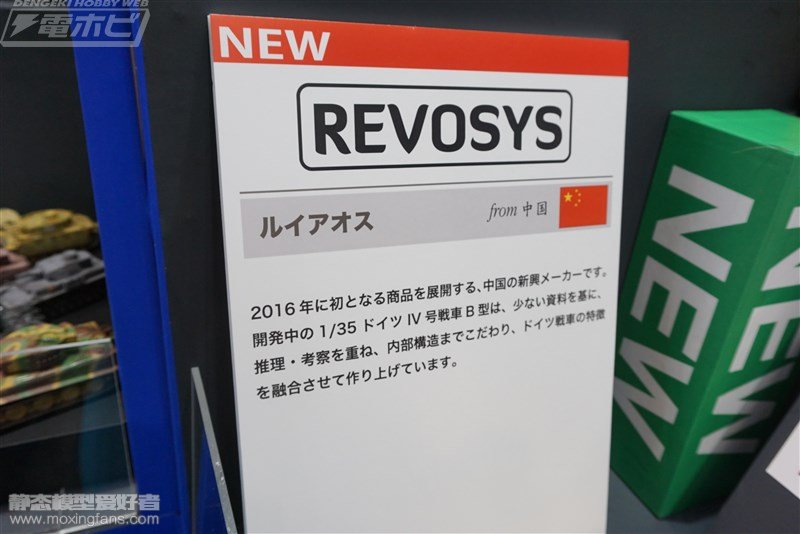 DENGEKI HOBBY WEB
電ホビ
NEW
REVOSYS
ルイアオス
from 中国
2016年に初となる商品を展開する、中国の新興メーカーです。
開発中の1/35 ドイツ IV 号戦車 B 型は、少ない資料を基に、
推理・考察を重ね、内部構造までこだわり、ドイツ戦車の特徴
を融合させて作り上げています。
NEW
NEW
静态模型爱好者
www.moxingfans.com